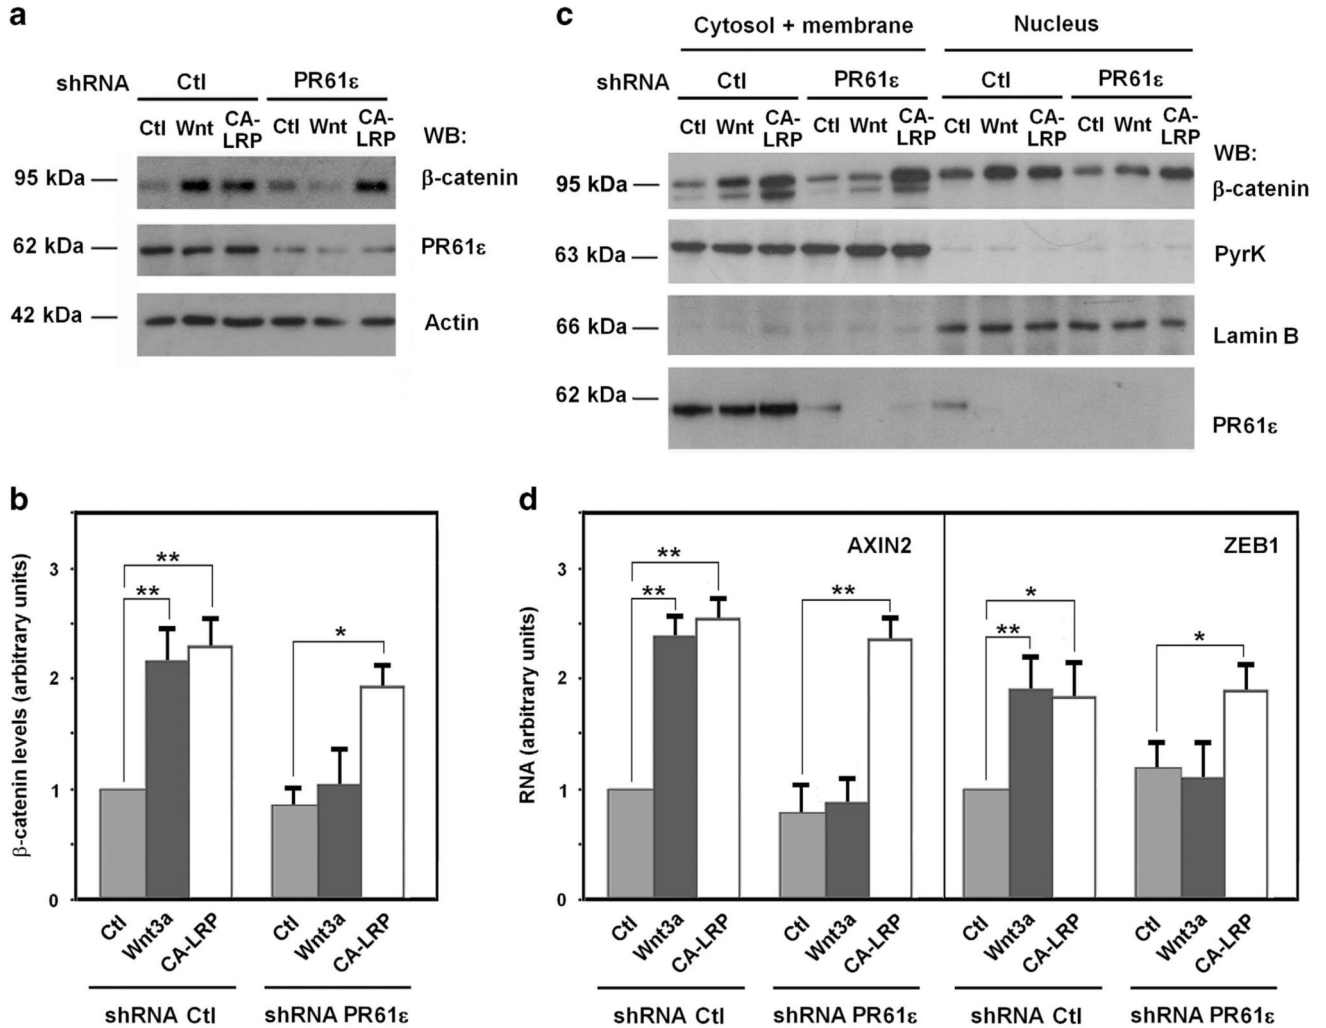 a
shRNA Ctl PR61ε
Ctl Wnt CA-LRP Ctl Wnt CA-LRP
WB:
95 kDa β-catenin
62 kDa PR61ε
42 kDa Actin
c
Cytosol + membrane Nucleus
shRNA Ctl PR61ε Ctl PR61ε
Ctl Wnt CA-LRP Ctl Wnt CA-LRP Ctl Wnt CA-LRP Ctl Wnt CA-LRP
WB:
95 kDa β-catenin
63 kDa PyrK
66 kDa Lamin B
62 kDa PR61ε
b
β-catenin levels (arbitrary units)
3
2
1
0
** ** *
Ctl Wnt3a CA-LRP Ctl Wnt3a CA-LRP
shRNA Ctl shRNA PR61ε
d
AXIN2 ZEB1
RNA (arbitrary units)
3
2
1
0
** ** ** * ** *
Ctl Wnt3a CA-LRP Ctl Wnt3a CA-LRP Ctl Wnt3a CA-LRP Ctl Wnt3a CA-LRP
shRNA Ctl shRNA PR61ε shRNA Ctl shRNA PR61ε